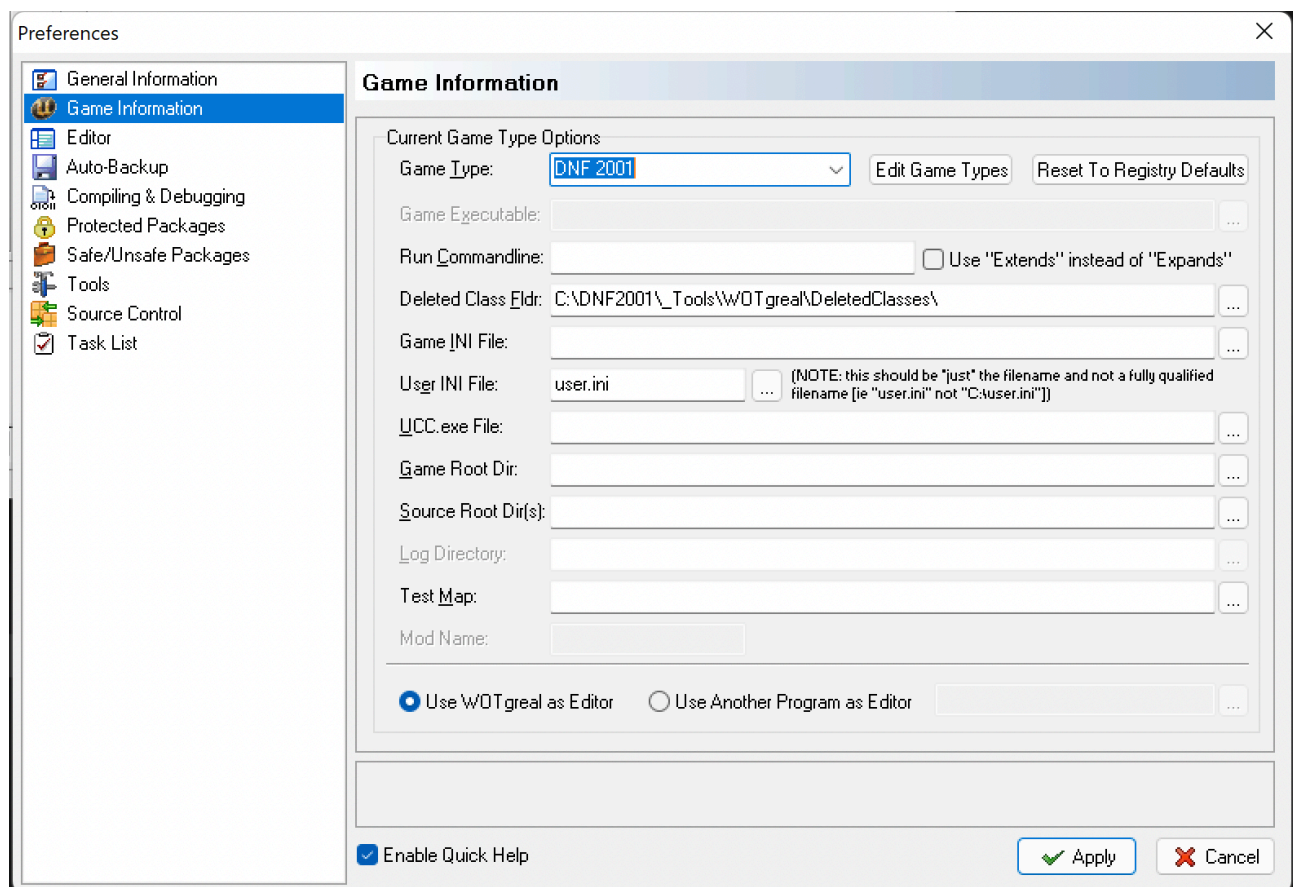 Preferences
General Information
Game Information
Editor
Auto-Backup
Compiling & Debugging
Protected Packages
Safe/Unsafe Packages
Tools
Source Control
Task List
Game Information
Current Game Type Options
Game Type: DNF 2001 Edit Game Types Reset To Registry Defaults
Game Executable: ...
Run Commandline: Use "Extends" instead of "Expands"
Deleted Class Fldr: C:\DNF2001\_Tools\WOTgreal\DeletedClasses\ ...
Game INI File: ...
User INI File: user.ini ... (NOTE: this should be "just" the filename and not a fully qualified
filename [ie "user.ini" not "C:\user.ini"])
UCC.exe File: ...
Game Root Dir: ...
Source Root Dir(s): ...
Log Directory: ...
Test Map: ...
Mod Name:
Use WOTgreal as Editor Use Another Program as Editor ...
Enable Quick Help Apply Cancel